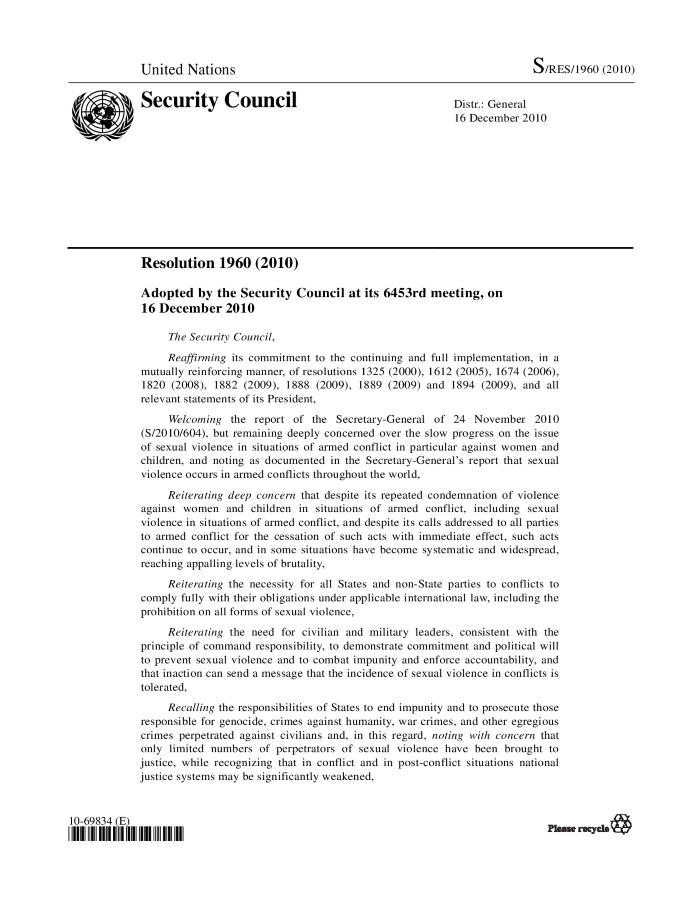 United Nations S/RES/1960 (2010)
Security Council
Distr.: General
16 December 2010
Resolution 1960 (2010)
Adopted by the Security Council at its 6453rd meeting, on
16 December 2010
The Security Council,
Reaffirming its commitment to the continuing and full implementation, in a
mutually reinforcing manner, of resolutions 1325 (2000), 1612 (2005), 1674 (2006),
1820 (2008), 1882 (2009), 1888 (2009), 1889 (2009) and 1894 (2009), and all
relevant statements of its President,
Welcoming the report of the Secretary-General of 24 November 2010
(S/2010/604), but remaining deeply concerned over the slow progress on the issue
of sexual violence in situations of armed conflict in particular against women and
children, and noting as documented in the Secretary-General's report that sexual
violence occurs in armed conflicts throughout the world,
Reiterating deep concern that despite its repeated condemnation of violence
against women and children in situations of armed conflict, including sexual
violence in situations of armed conflict, and despite its calls addressed to all parties
to armed conflict for the cessation of such acts with immediate effect, such acts
continue to occur, and in some situations have become systematic and widespread,
reaching appalling levels of brutality,
Reiterating the necessity for all States and non-State parties to conflicts to
comply fully with their obligations under applicable international law, including the
prohibition on all forms of sexual violence,
Reiterating the need for civilian and military leaders, consistent with the
principle of command responsibility, to demonstrate commitment and political will
to prevent sexual violence and to combat impunity and enforce accountability, and
that inaction can send a message that the incidence of sexual violence in conflicts is
tolerated,
Recalling the responsibilities of States to end impunity and to prosecute those
responsible for genocide, crimes against humanity, war crimes, and other egregious
crimes perpetrated against civilians and, in this regard, noting with concern that
only limited numbers of perpetrators of sexual violence have been brought to
justice, while recognizing that in conflict and in post-conflict situations national
justice systems may be significantly weakened,
10-69834 (E)
Please recycle